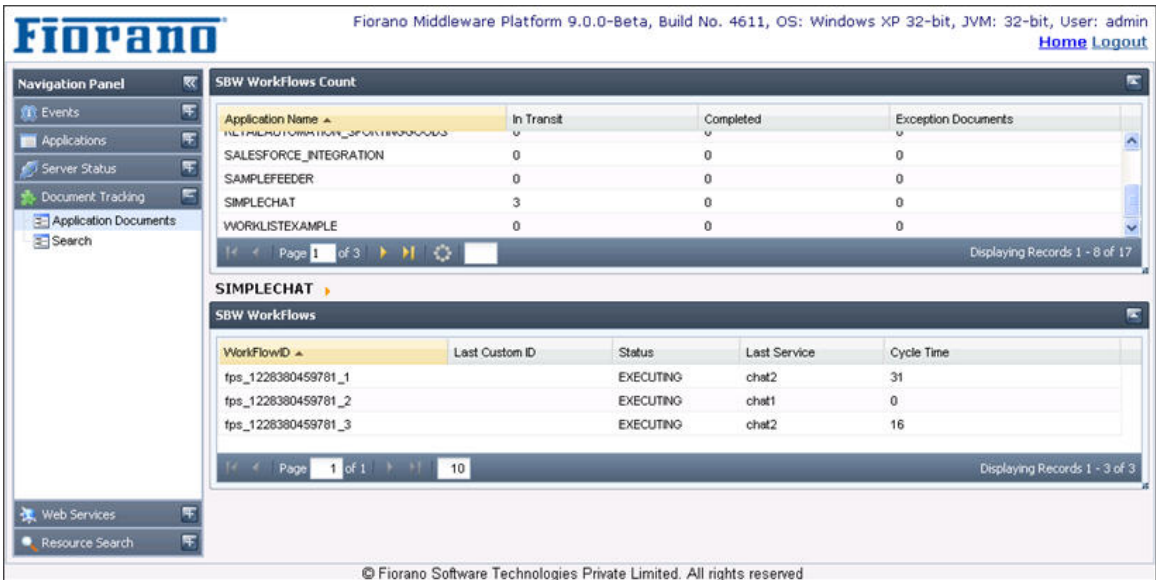 Fiorano
Fiorano Middleware Platform 9.0.0-Beta, Build No. 4611, OS: Windows XP 32-bit, JVM: 32-bit, User: admin
Home Logout
Navigation Panel
Events
Applications
Server Status
Document Tracking
Application Documents
Search
Web Services
Resource Search
SBW WorkFlows Count
Application Name In Transit Completed Exception Documents
RETAILAUTOMATION_SPORTINGGOODS 0 0 0
SALESFORCE_INTEGRATION 0 0 0
SAMPLEFEEDER 0 0 0
SIMPLECHAT 3 0 0
WORKLISTEXAMPLE 0 0 0
Page 1 of 3 Displaying Records 1 - 8 of 17
SIMPLECHAT
SBW WorkFlows
WorkFlowID Last Custom ID Status Last Service Cycle Time
fps_1228380459781_1 EXECUTING chat2 31
fps_1228380459781_2 EXECUTING chat1 0
fps_1228380459781_3 EXECUTING chat2 16
Page 1 of 1 10 Displaying Records 1 - 3 of 3
© Fiorano Software Technologies Private Limited. All rights reserved